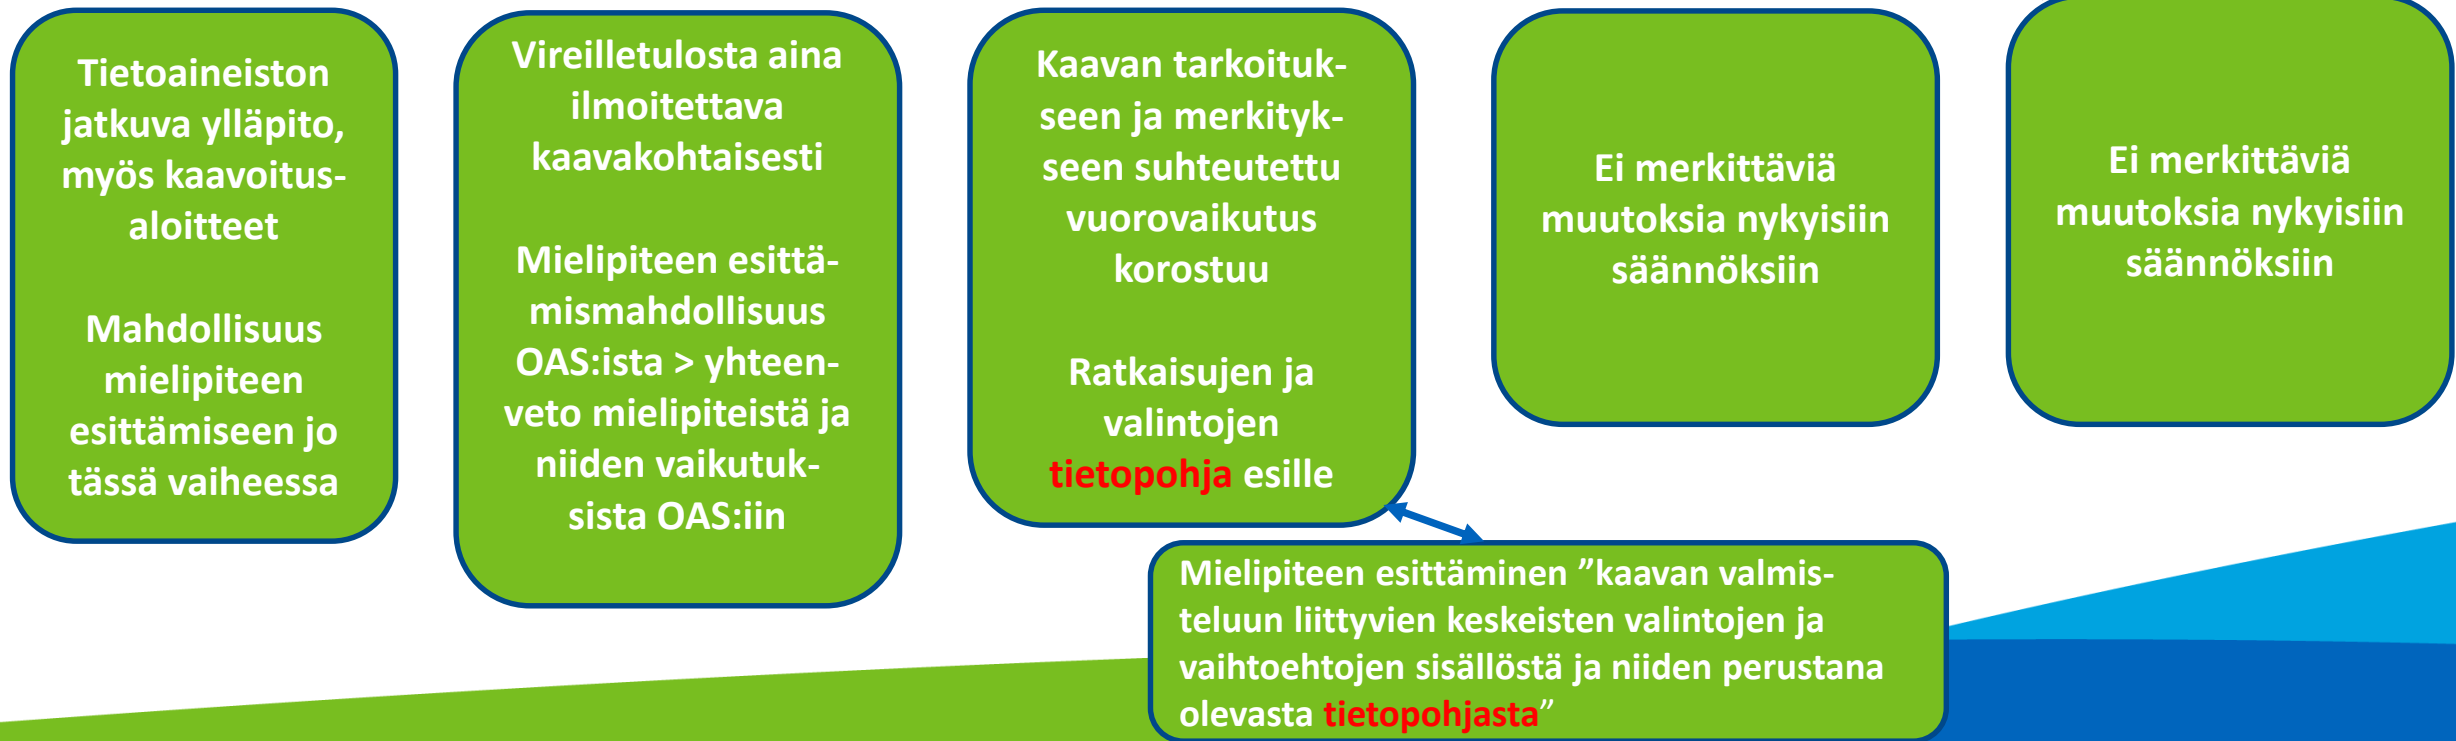 Tietoaineiston
jatkuva ylläpito,
myös kaavoitus-
aloitteet
Mahdollisuus
mielipiteen
esittämiseen jo
tässä vaiheessa
Vireilletulosta aina
ilmoitettava
kaavakohtaisesti
Mielipiteen esittä-
mismahdollisuus
OAS:ista > yhteen-
veto mielipiteistä ja
niiden vaikutuk-
sista OAS:iin
Kaavan tarkoituk-
seen ja merkityk-
seen suhteutettu
vuorovaikutus
korostuu
Ratkaisujen ja
valintojen
tietopohja esille
Ei merkittäviä
muutoksia nykyisiin
säännöksiin
Ei merkittäviä
muutoksia nykyisiin
säännöksiin
Mielipiteen esittäminen ”kaavan valmis-
teluun liittyvien keskeisten valintojen ja
vaihtoehtojen sisällöstä ja niiden perustana
olevasta tietopohjasta”